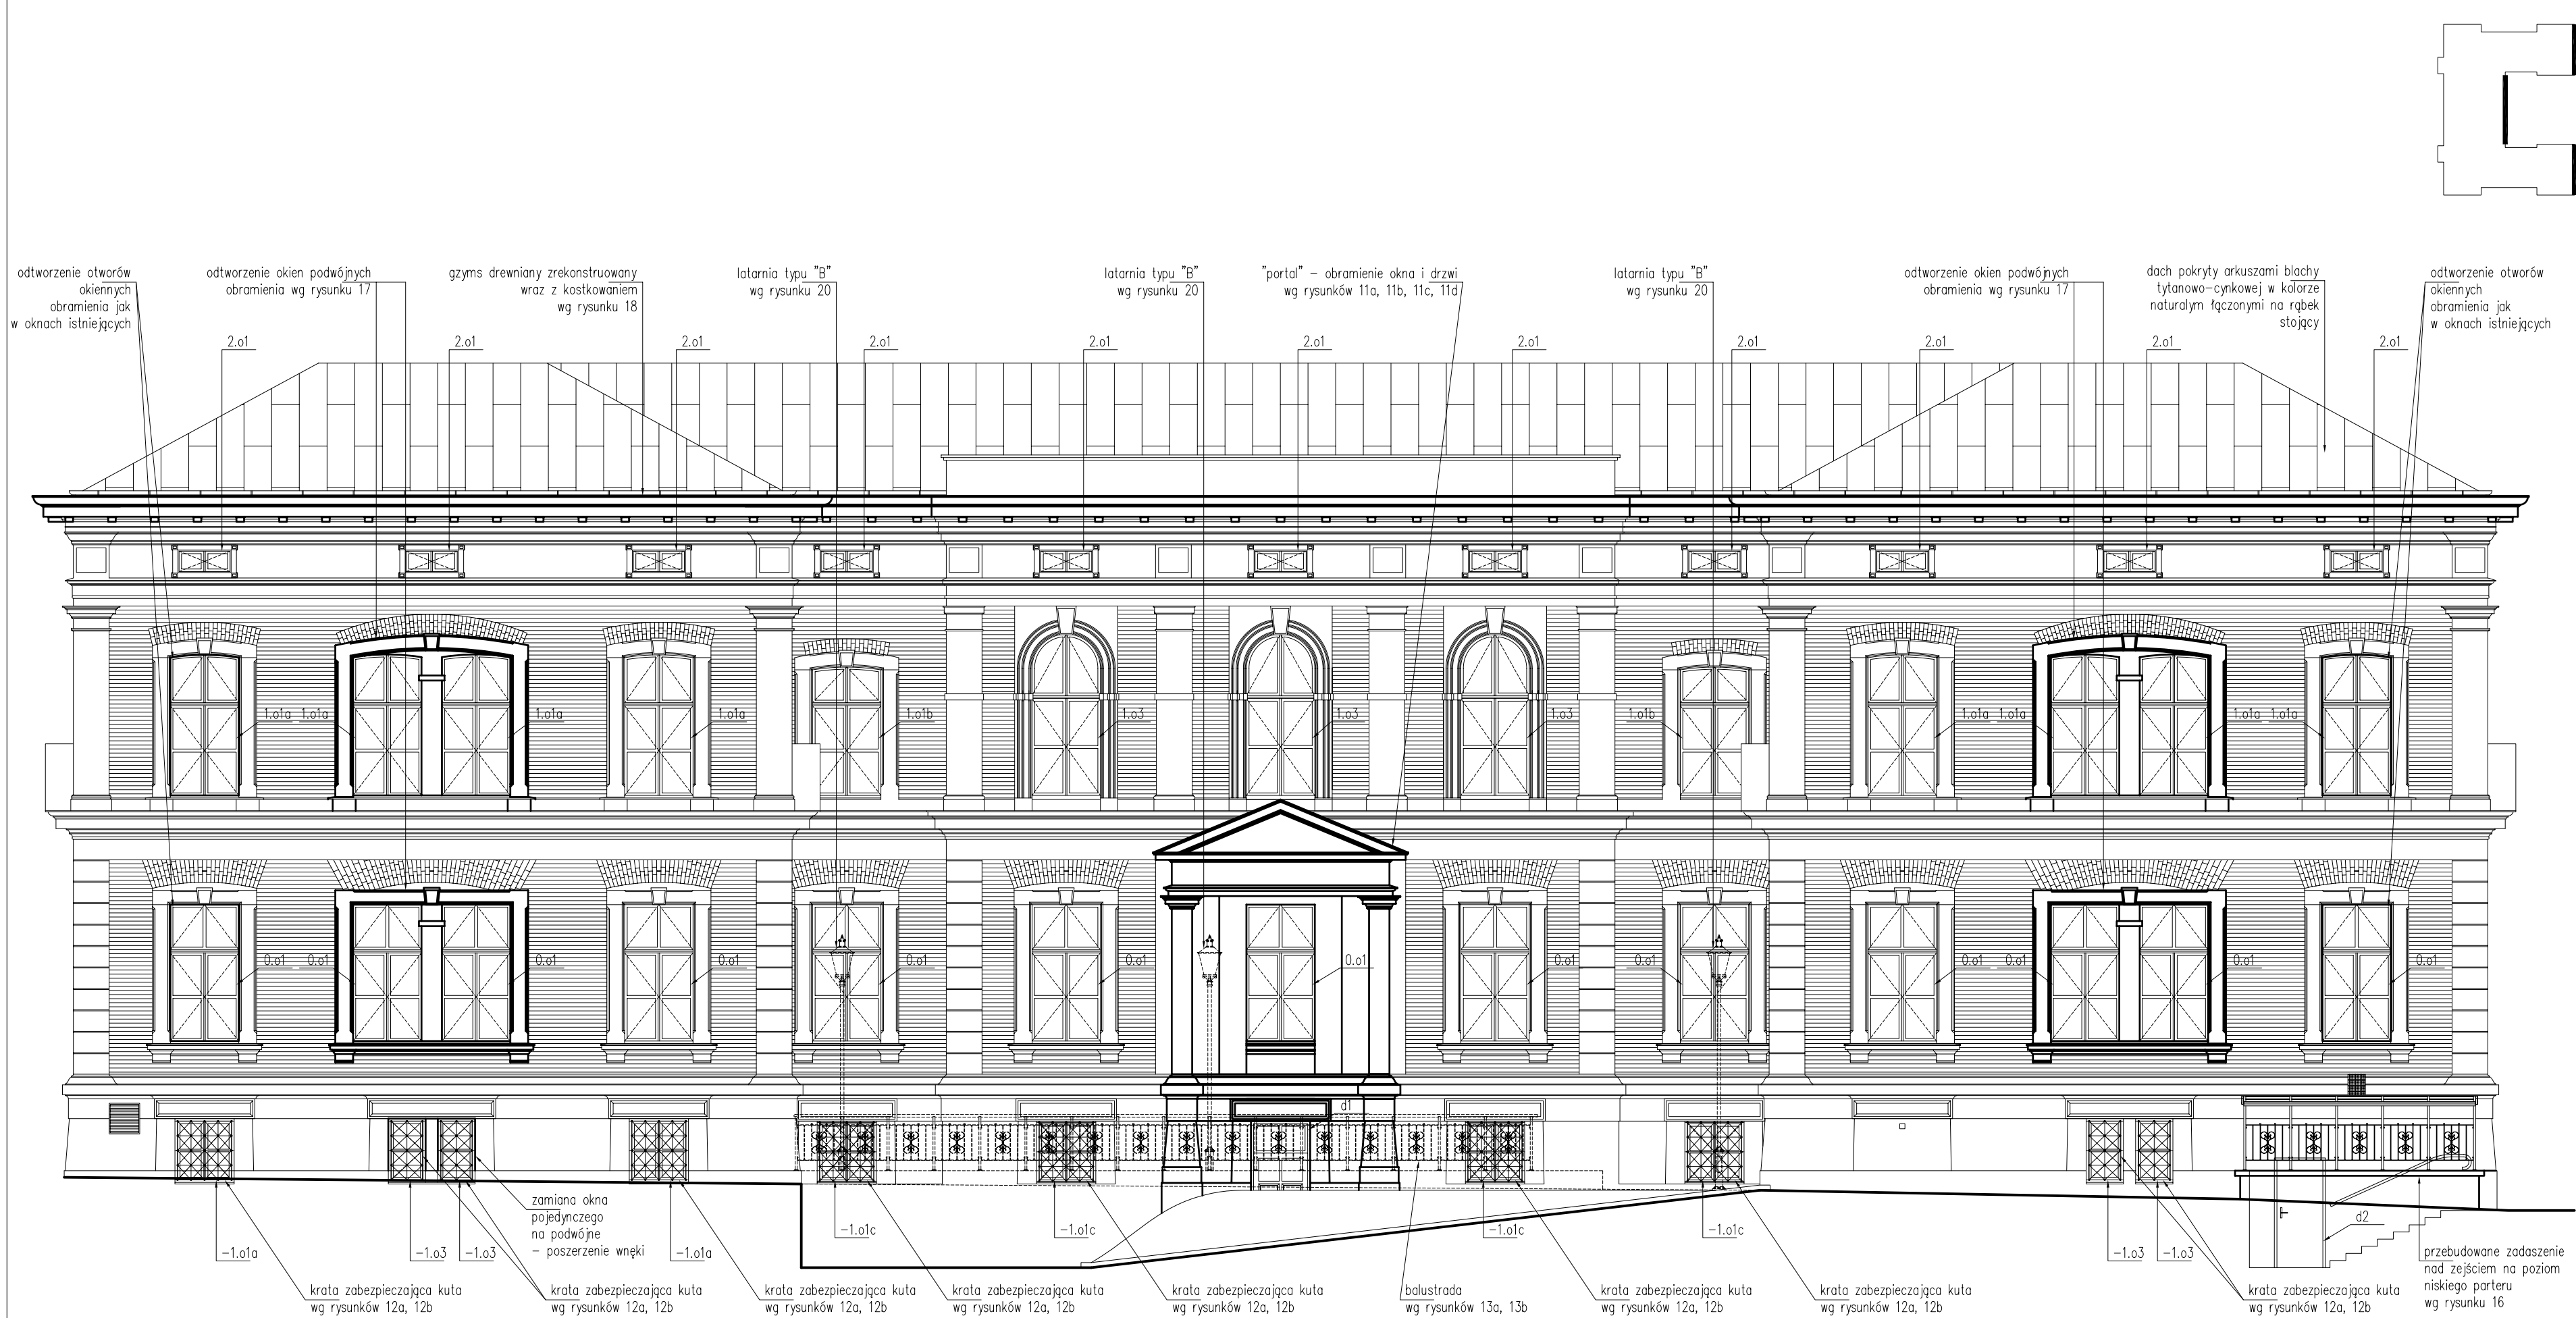 odtworzenie otworów
okiennych
obramienia jak
w oknach istniejących
odtworzenie okien podwójnych
obramienia wg rysunku 17
gzyms drewniany zrekonstruowany
wraz z kostkowaniem
wg rysunku 18
latarnia typu "B"
wg rysunku 20
latarnia typu "B"
wg rysunku 20
"portal" – obramienie okna i drzwi
wg rysunków 11a, 11b, 11c, 11d
latarnia typu "B"
wg rysunku 20
odtworzenie okien podwójnych
obramienia wg rysunku 17
dach pokryty arkuszami blachy
tytanowo-cynkowej w kolorze
naturalym łączonymi na rąbek
stojący
odtworzenie otworów
okiennych
obramienia jak
w oknach istniejących
2.o1 2.o1 2.o1 2.o1 2.o1 2.o1 2.o1 2.o1 2.o1 2.o1 2.o1
1.o1a 1.o1a 1.o1a 1.o1a 1.o1b 1.o3 1.o3 1.o3 1.o1b 1.o1a 1.o1a 1.o1a 1.o1a
0.o1 0.o1 0.o1 0.o1 0.o1 0.o1 0.o1 0.o1 0.o1 0.o1 0.o1 0.o1 0.o1
d1
zamiana okna
pojedynczego
na podwójne
– poszerzenie wnęki
d2
-1.o1a -1.o3 -1.o3 -1.o1a -1.o1c -1.o1c -1.o1c -1.o1c -1.o3 -1.o3
krata zabezpieczająca kuta
wg rysunków 12a, 12b
krata zabezpieczająca kuta
wg rysunków 12a, 12b
krata zabezpieczająca kuta
wg rysunków 12a, 12b
krata zabezpieczająca kuta
wg rysunków 12a, 12b
krata zabezpieczająca kuta
wg rysunków 12a, 12b
balustrada
wg rysunków 13a, 13b
krata zabezpieczająca kuta
wg rysunków 12a, 12b
krata zabezpieczająca kuta
wg rysunków 12a, 12b
krata zabezpieczająca kuta
wg rysunków 12a, 12b
przebudowane zadaszenie
nad zejściem na poziom
niskiego parteru
wg rysunku 16